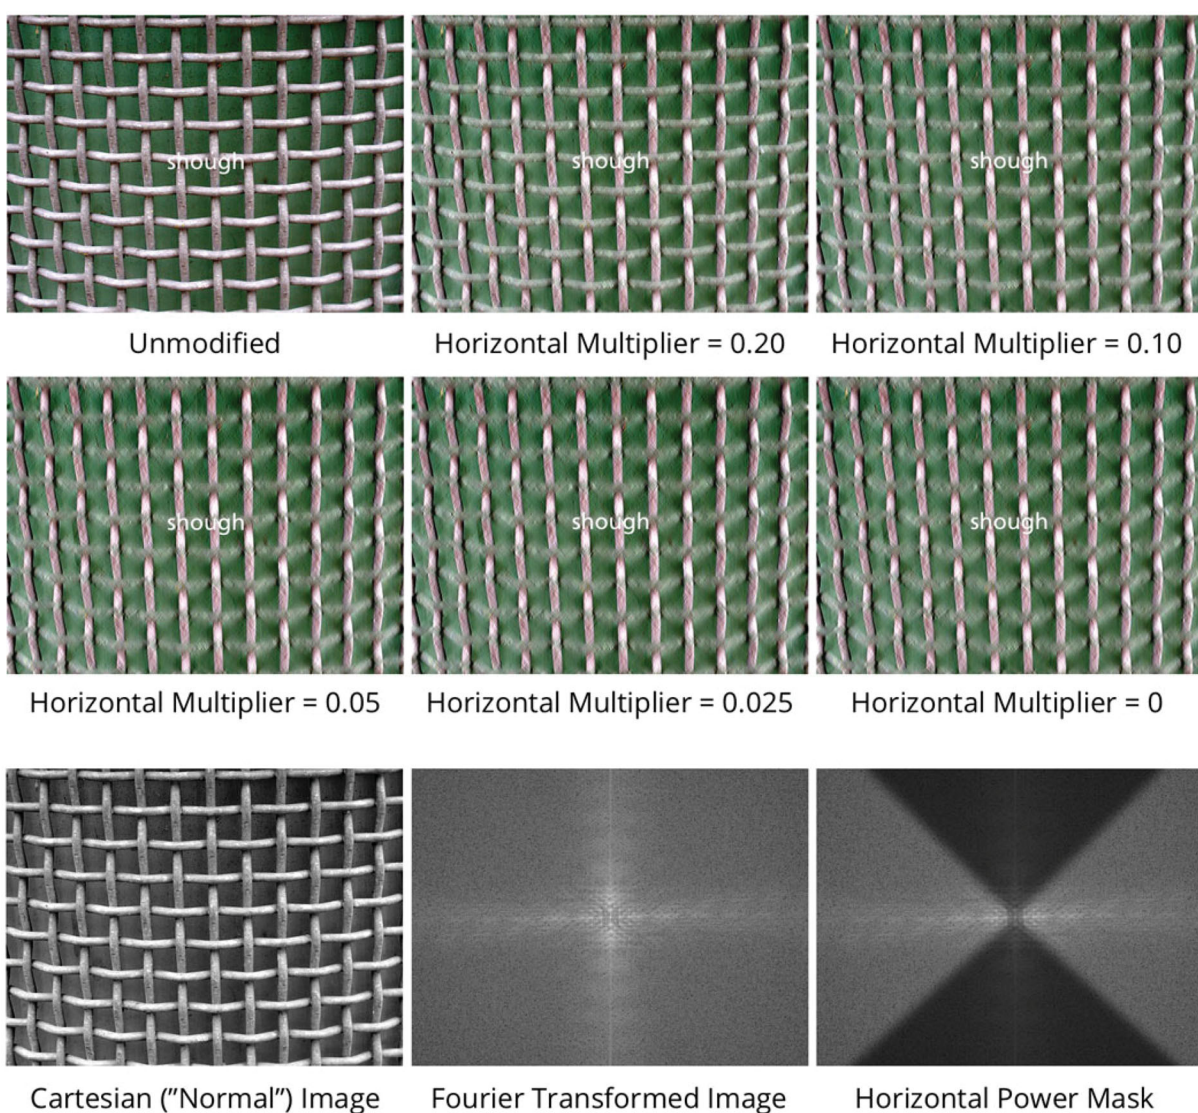 shough
shough
shough
Unmodified
Horizontal Multiplier = 0.20
Horizontal Multiplier = 0.10
shough
shough
shough
Horizontal Multiplier = 0.05
Horizontal Multiplier = 0.025
Horizontal Multiplier = 0
Cartesian (”Normal”) Image
Fourier Transformed Image
Horizontal Power Mask